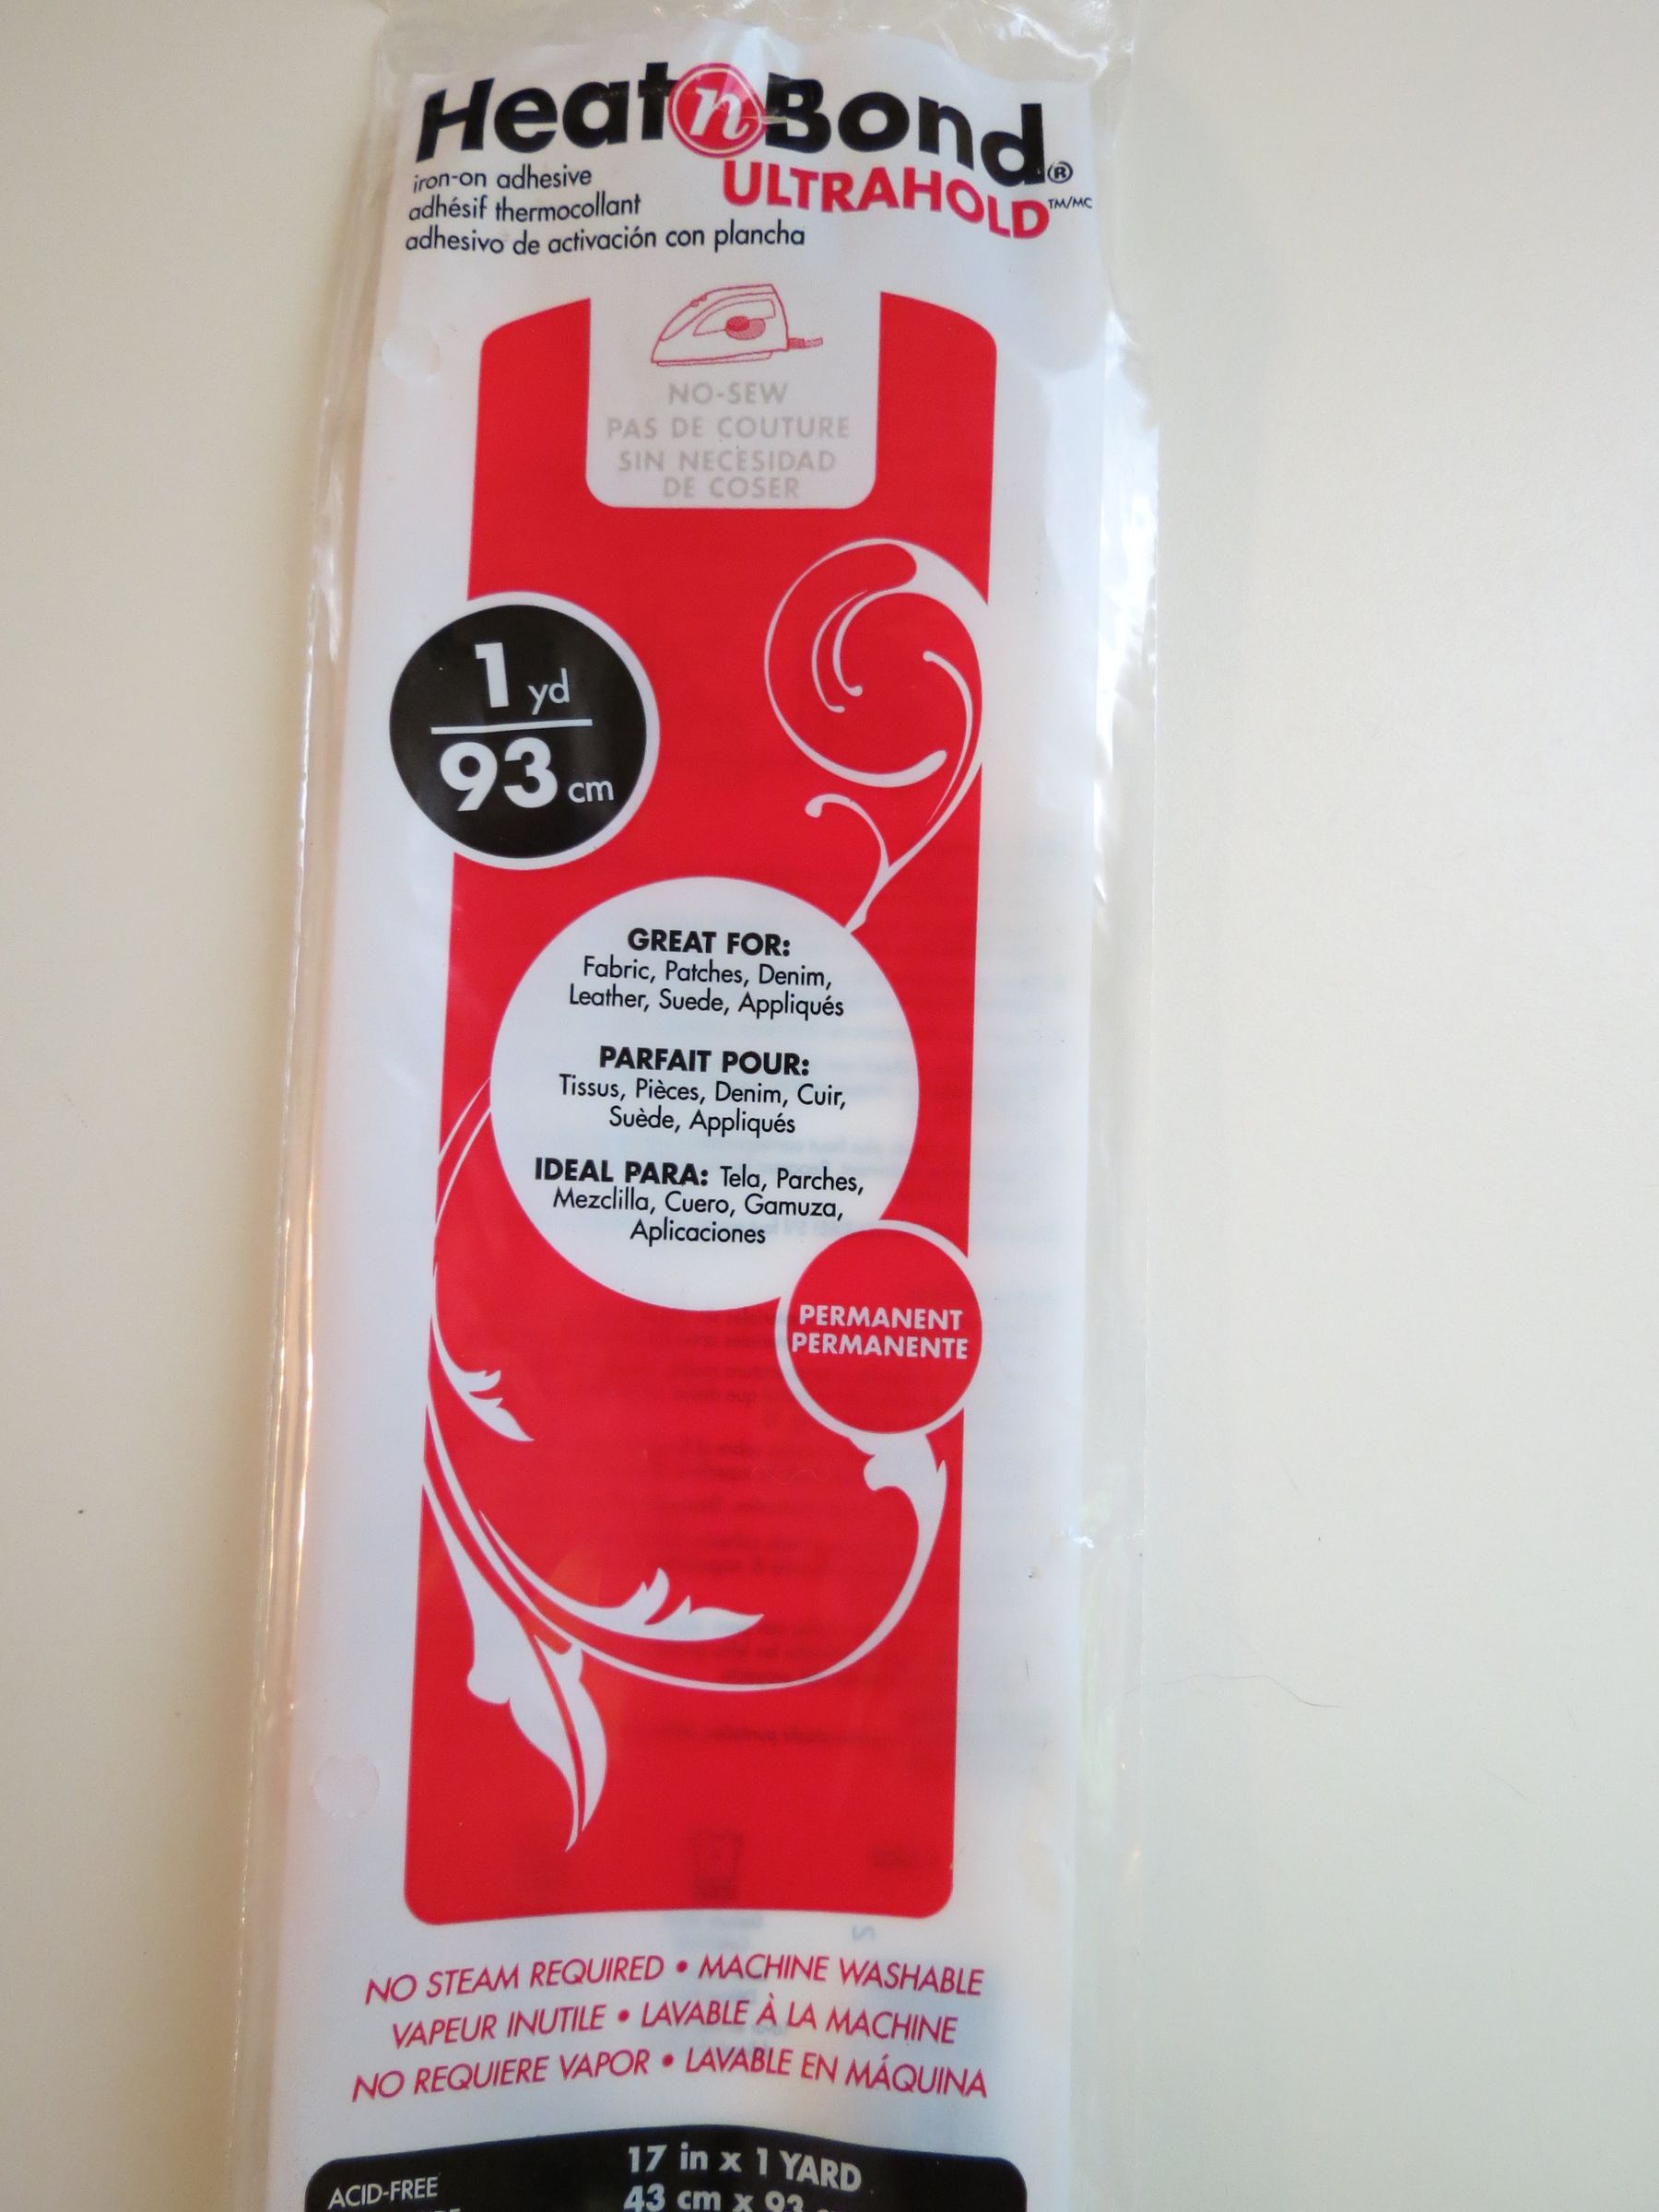 HeatnBond®
ULTRAHOLD™/MC
iron-on adhesive
adhésif thermocollant
adhesivo de activación con plancha
NO-SEW
PAS DE COUTURE
SIN NECESIDAD
DE COSER
1 yd
93 cm
GREAT FOR:
Fabric, Patches, Denim,
Leather, Suede, Appliqués
PARFAIT POUR:
Tissus, Pièces, Denim, Cuir,
Suède, Appliqués
IDEAL PARA: Tela, Parches,
Mezclilla, Cuero, Gamuza,
Aplicaciones
PERMANENT
PERMANENTE
NO STEAM REQUIRED • MACHINE WASHABLE
VAPEUR INUTILE • LAVABLE À LA MACHINE
NO REQUIERE VAPOR • LAVABLE EN MÁQUINA
ACID-FREE
17 in x 1 YARD
43 cm x 93